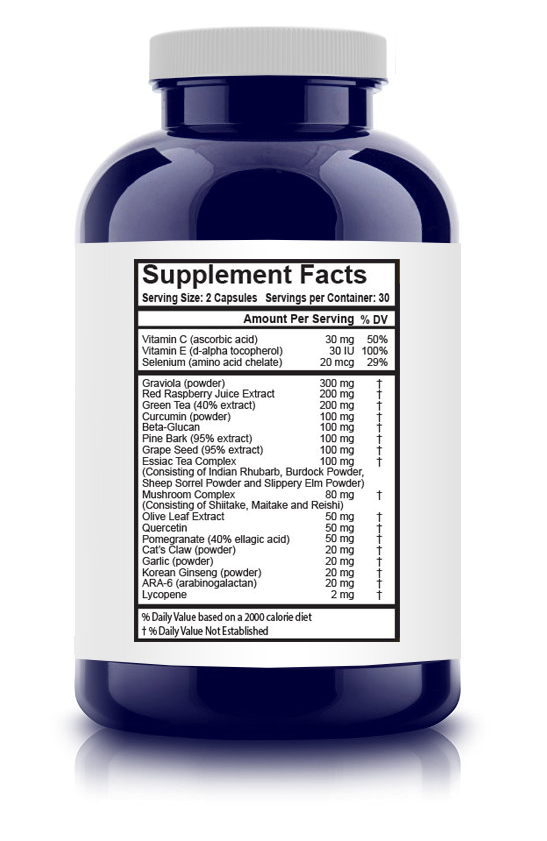 Supplement Facts
Serving Size: 2 Capsules Servings per Container: 30
Amount Per Serving % DV
Vitamin C (ascorbic acid) 30 mg 50%
Vitamin E (d-alpha tocopherol) 30 IU 100%
Selenium (amino acid chelate) 20 mcg 29%
Graviola (powder) 300 mg †
Red Raspberry Juice Extract 200 mg †
Green Tea (40% extract) 200 mg †
Curcumin (powder) 100 mg †
Beta-Glucan 100 mg †
Pine Bark (95% extract) 100 mg †
Grape Seed (95% extract) 100 mg †
Essiac Tea Complex 100 mg †
(Consisting of Indian Rhubarb, Burdock Powder,
Sheep Sorrel Powder and Slippery Elm Powder)
Mushroom Complex 80 mg †
(Consisting of Shiitake, Maitake and Reishi)
Olive Leaf Extract 50 mg †
Quercetin 50 mg †
Pomegranate (40% ellagic acid) 50 mg †
Cat's Claw (powder) 20 mg †
Garlic (powder) 20 mg †
Korean Ginseng (powder) 20 mg †
ARA-6 (arabinogalactan) 20 mg †
Lycopene 2 mg †
% Daily Value based on a 2000 calorie diet
† % Daily Value Not Established